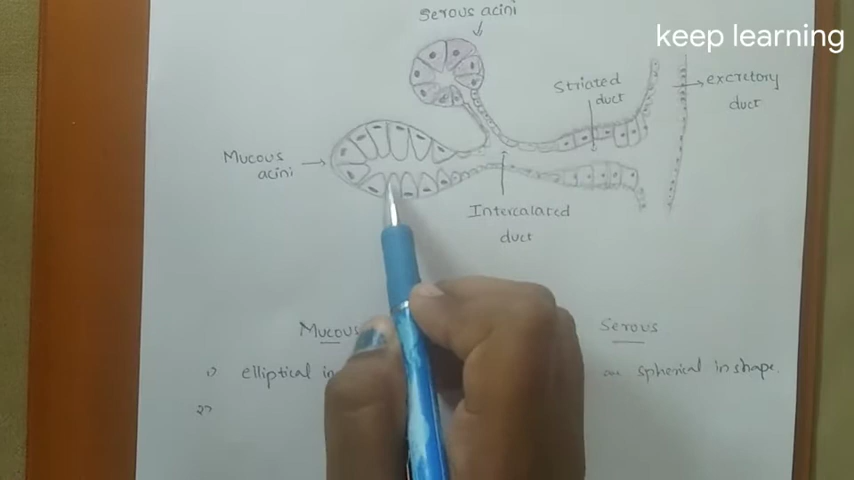 Serous acini
keep learning
Striated
duct
excretory
duct
Mucous
acini
Intercalated
duct
Mucous
Serous
1) elliptical in
spherical in shape.
2)